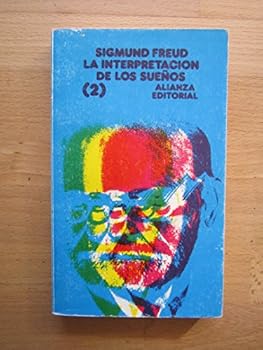 SIGMUND FREUD
LA INTERPRETACION
DE LOS SUEÑOS
(2) ALIANZA
EDITORIAL